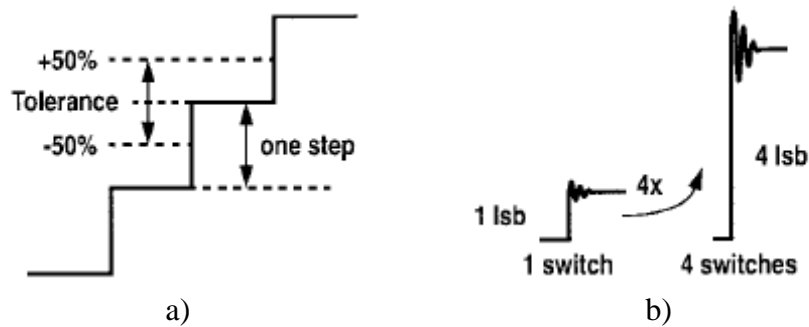 +50%
Tolerance
-50%
one step
a)
1 lsb
4x
4 lsb
1 switch
4 switches
b)